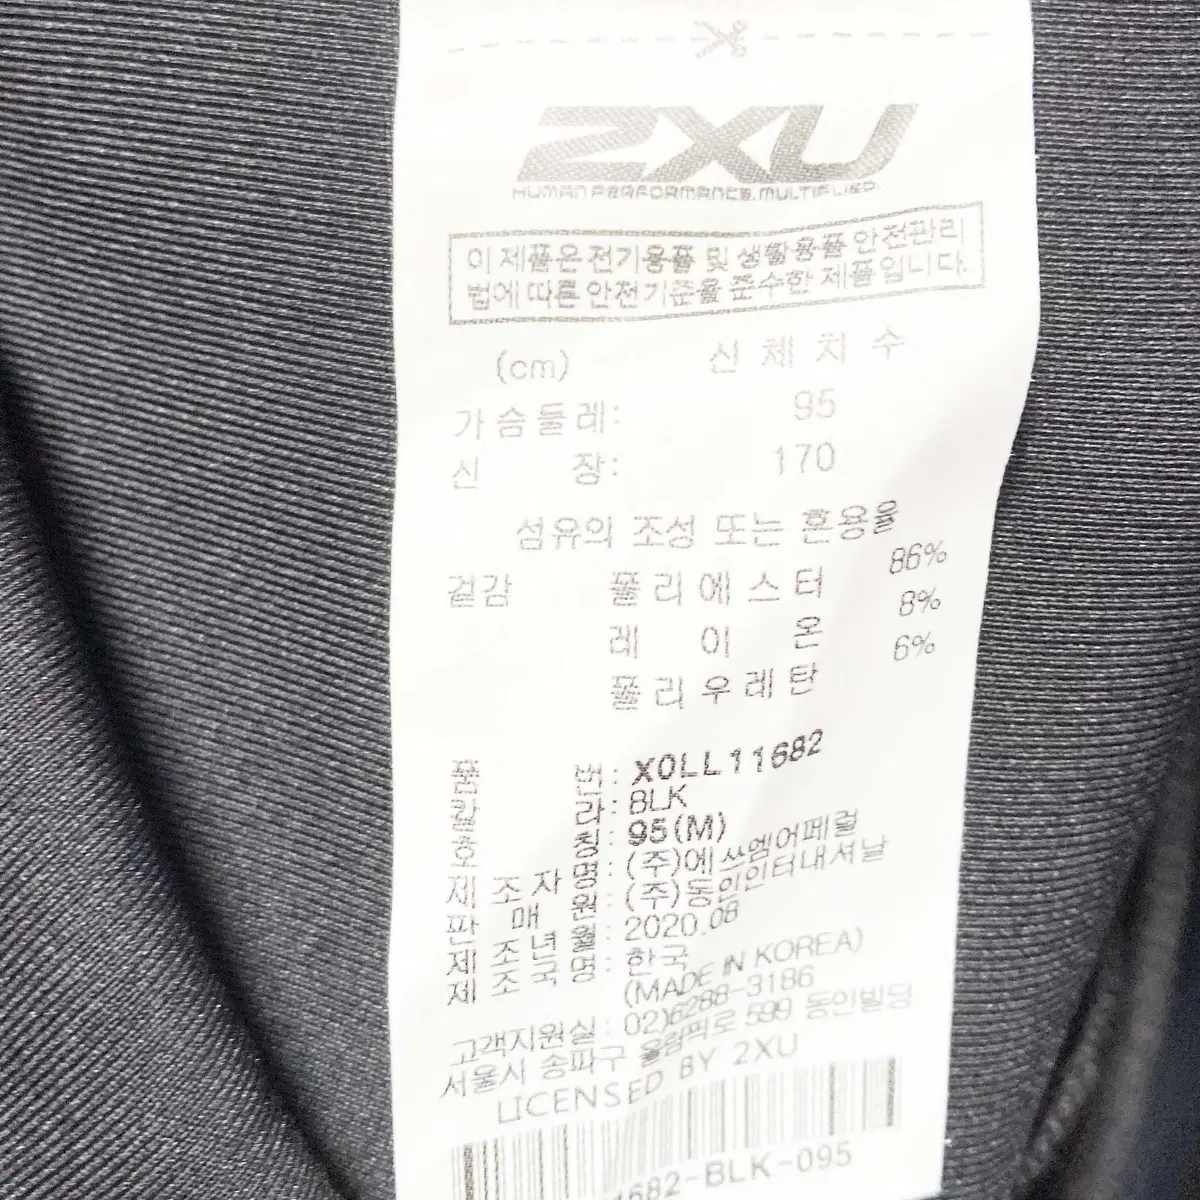 2XU
HUMAN PERFORMANCE. MULTIPLIED.
이 제품은 전기용품 및 생활용품 안전관리
법에 따른 안전기준을 준수한 제품입니다.
(cm) 신체치수
가슴둘레: 95
신 장: 170
섬유의 조성 또는 혼용율
겉감 폴리에스터 86%
레이온 8%
폴리우레탄 6%
품 번: X0LL11682
칼 라: BLK
호 칭: 95(M)
제조자명: (주)에쓰엠어페럴
판 매 원: (주)동인인터내셔날
제조년월: 2020.08
제조국명: 한국
(MADE IN KOREA)
고객지원실: 02)6288-3186
서울시 송파구 올림픽로 599 동인빌딩
LICENSED BY 2XU
1682-BLK-095